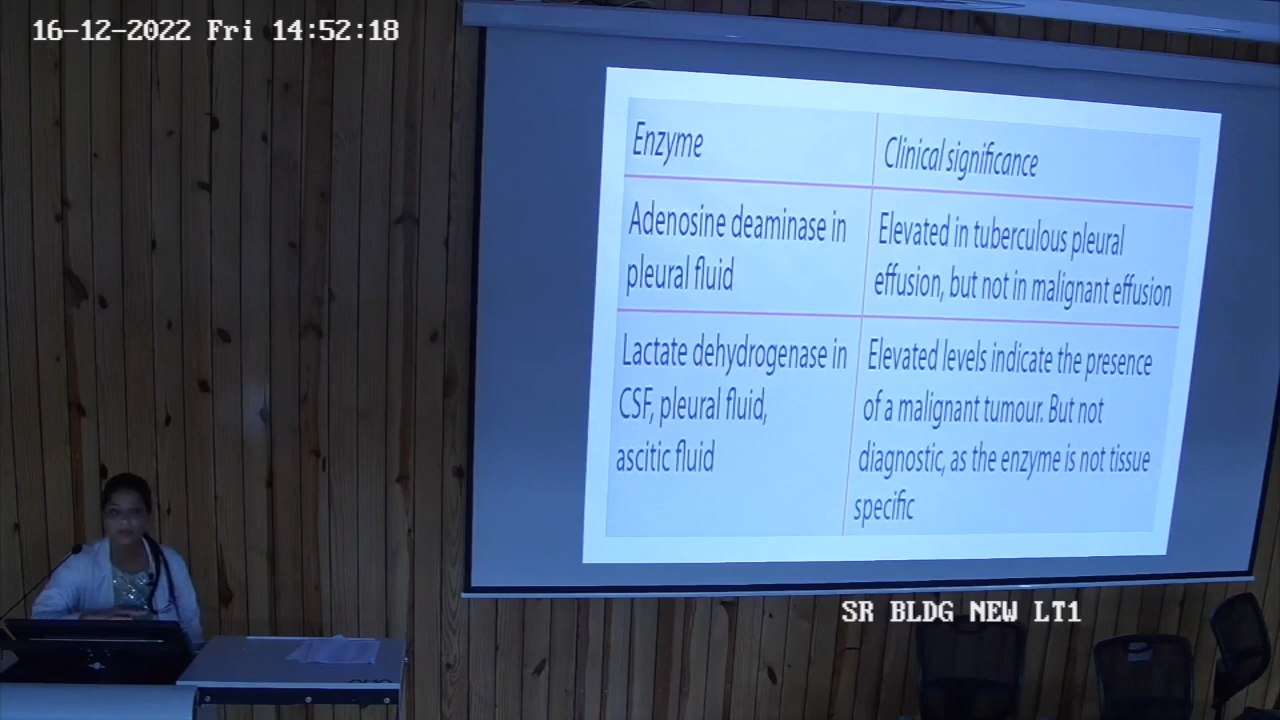 16-12-2022 Fri 14:52:18
Enzyme
Clinical significance
Adenosine deaminase in
pleural fluid
Elevated in tuberculous pleural
effusion, but not in malignant effusion
Lactate dehydrogenase in
CSF, pleural fluid,
ascitic fluid
Elevated levels indicate the presence
of a malignant tumour. But not
diagnostic, as the enzyme is not tissue
specific
SR BLDG NEW LT1